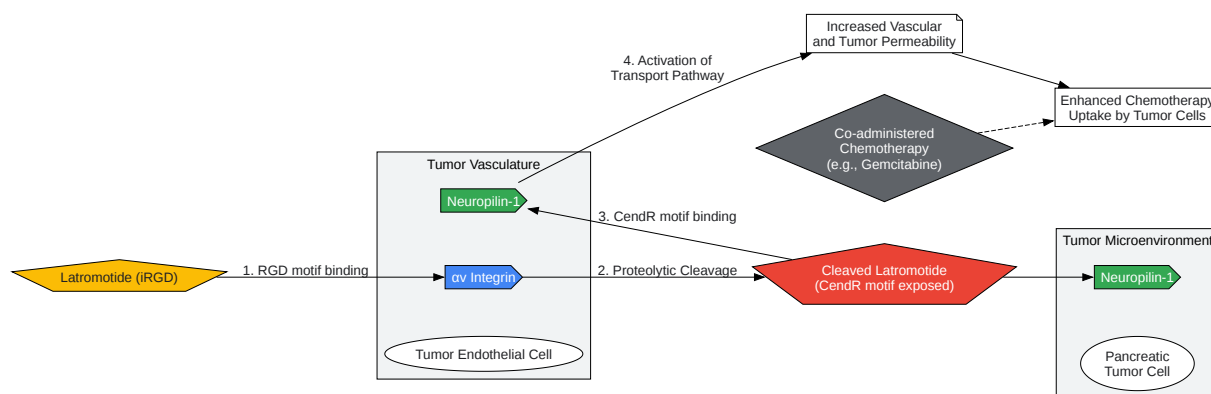 Increased Vascular
and Tumor Permeability
4. Activation of
Transport Pathway
Enhanced Chemotherapy
Uptake by Tumor Cells
Co-administered
Chemotherapy
(e.g., Gemcitabine)
Tumor Vasculature
Neuropilin-1
3. CendR motif binding
Tumor Microenvironment
Latromotide (iRGD)
1. RGD motif binding
αv Integrin
2. Proteolytic Cleavage
Cleaved Latromotide
(CendR motif exposed)
Neuropilin-1
Tumor Endothelial Cell
Pancreatic
Tumor Cell